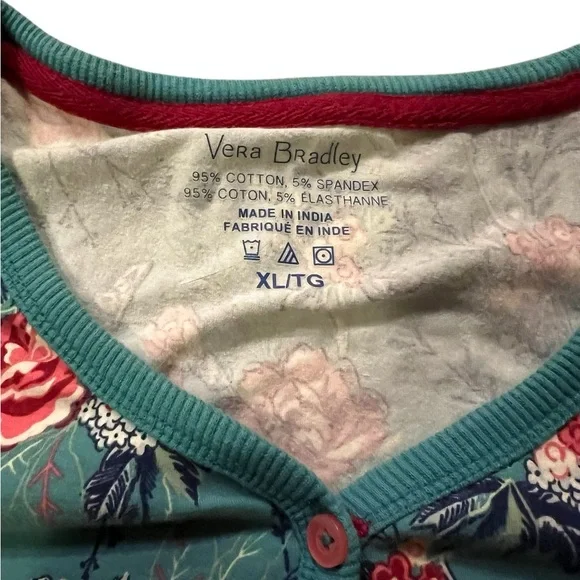 Vera Bradley
95% COTTON, 5% SPANDEX
95% COTON, 5% ÉLASTHANNE
MADE IN INDIA
FABRIQUÉ EN INDE
XL/TG